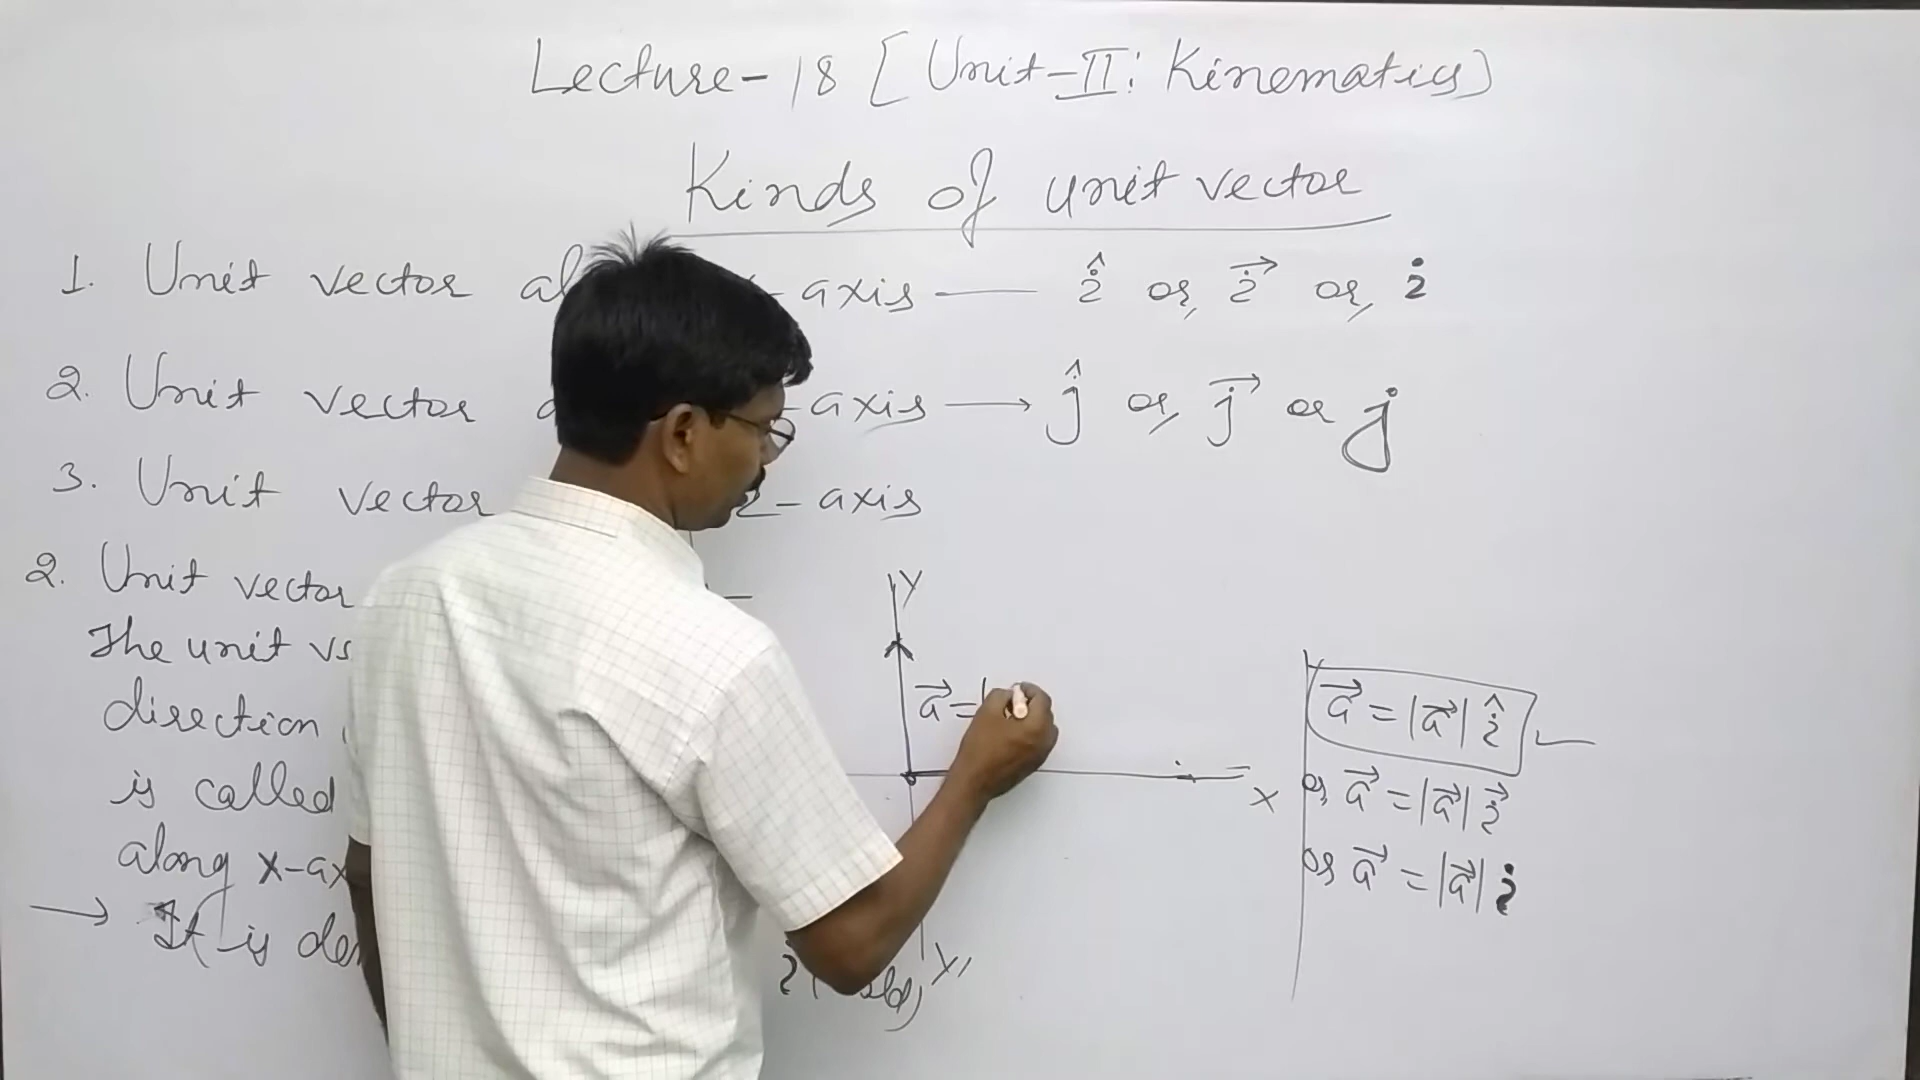 Lecture-18 [Unit-II: Kinematics]
Kinds of unit vector
1. Unit vector al -axis — î or, i⃗ or, i
2. Unit vector -axis → ĵ or, j⃗ or j
3. Unit vector Z-axis
2. Unit vector
The unit
direction
is called
along x-ax
→ It is de
Y
a⃗ = |
X
Y'
a⃗ = |a⃗| î
or, a⃗ = |a⃗| i⃗
or a⃗ = |a⃗| i